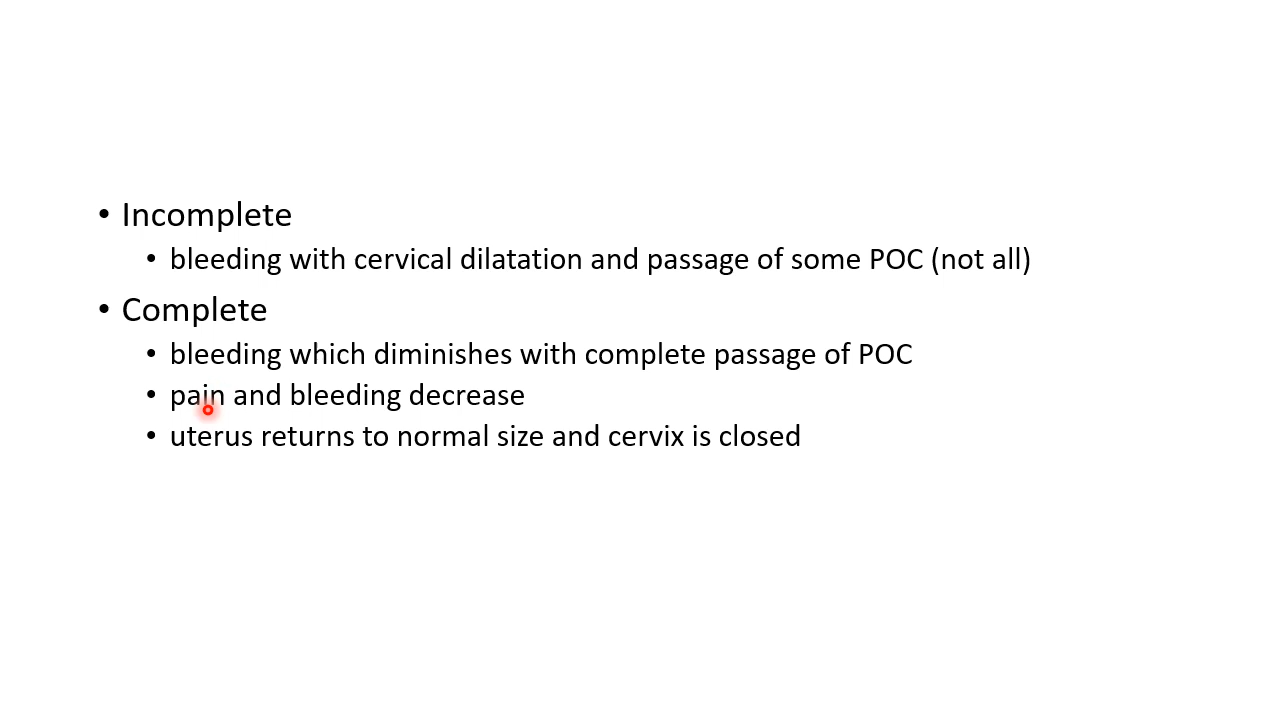 • Incomplete
• bleeding with cervical dilatation and passage of some POC (not all)
• Complete
• bleeding which diminishes with complete passage of POC
• pain and bleeding decrease
• uterus returns to normal size and cervix is closed